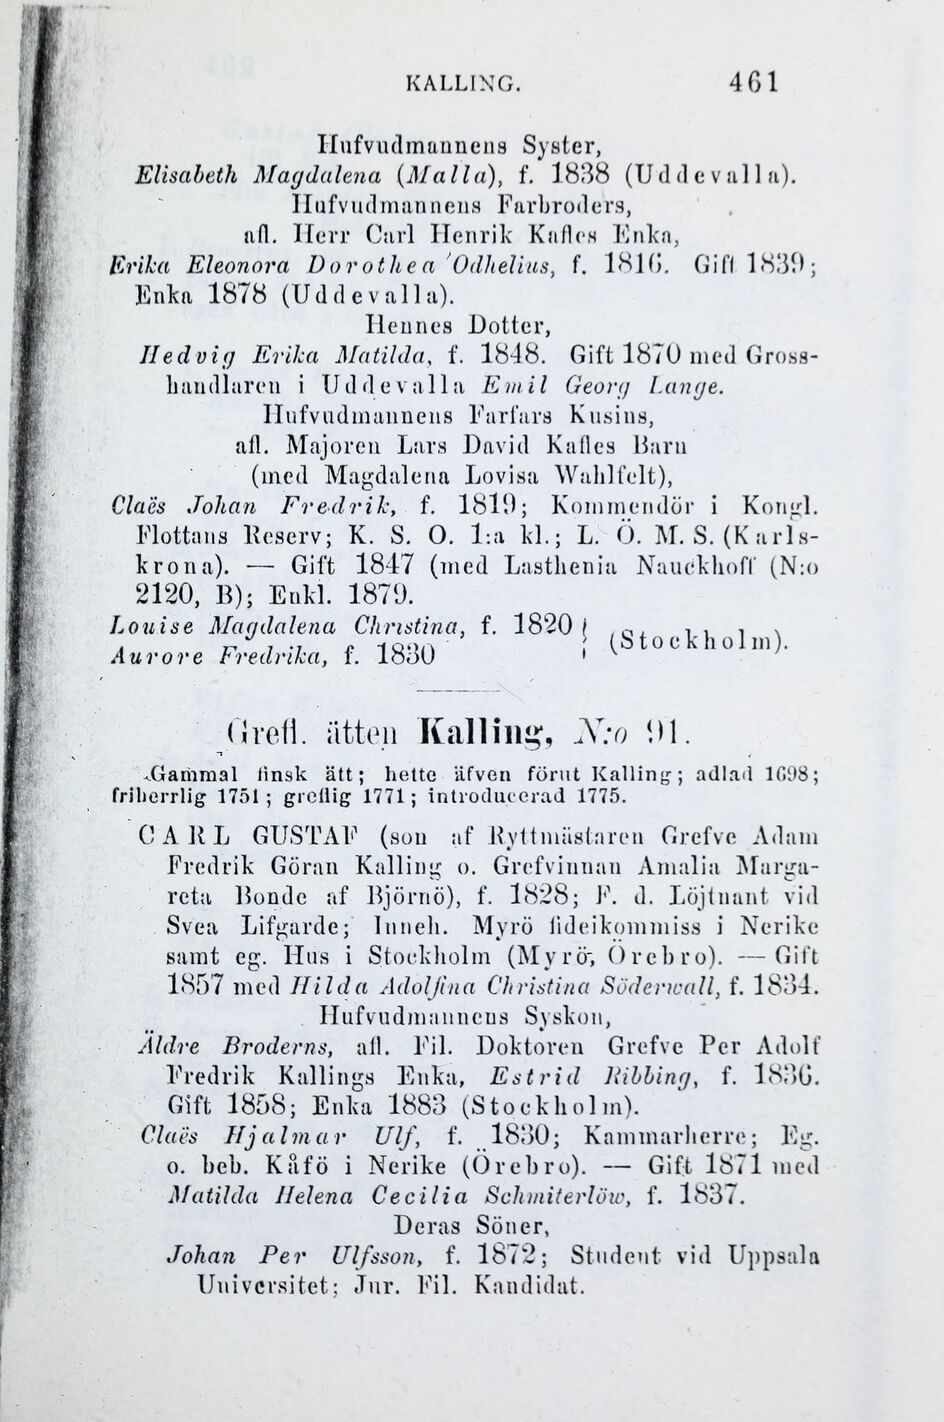 KALLING. 461
Hufvudmannens Syster,
Elisabeth Magdalena (Malla), f. 1838 (Uddevalla).
Hufvudmannens Farbroders,
afl. Herr Carl Henrik Kafles Enka,
Erika Eleonora Dorothea Odhelius, f. 1816. Gift 1839;
Enka 1878 (Uddevalla).
Hennes Dotter,
Hedvig Erika Matilda, f. 1848. Gift 1870 med Gross-
handlaren i Uddevalla Emil Georg Lange.
Hufvudmannens Farfars Kusins,
afl. Majoren Lars David Kafles Barn
(med Magdalena Lovisa Wahlfelt),
Claës Johan Fredrik, f. 1819; Kommendör i Kongl.
Flottans Reserv; K. S. O. 1:a kl.; L. Ö. M. S. (Karls-
krona). — Gift 1847 (med Lasthenia Nauckhoff (N:o
2120, B); Enkl. 1879.
Louise Magdalena Christina, f. 1820 } (Stockholm).
Aurore Fredrika, f. 1830
Grefl. ätten Kalling, N:o 91.
Gammal finsk ätt; hette äfven förut Kalling; adlad 1698;
friherrlig 1751; greflig 1771; introducerad 1775.
CARL GUSTAF (son af Ryttmästaren Grefve Adam
Fredrik Göran Kalling o. Grefvinnan Amalia Marga-
reta Bonde af Björnö), f. 1828; F. d. Löjtnant vid
Svea Lifgarde; Inneh. Myrö fideikommiss i Nerike
samt eg. Hus i Stockholm (Myrö, Örebro). — Gift
1857 med Hilda Adolfina Christina Söderwall, f. 1834.
Hufvudmannens Syskon,
Äldre Broderns, afl. Fil. Doktoren Grefve Per Adolf
Fredrik Kallings Enka, Estrid Ribbing, f. 1836.
Gift 1858; Enka 1883 (Stockholm).
Claës Hjalmar Ulf, f. 1830; Kammarherre; Eg.
o. beb. Kåfö i Nerike (Örebro). — Gift 1871 med
Matilda Helena Cecilia Schmiterlöw, f. 1837.
Deras Söner,
Johan Per Ulfsson, f. 1872; Student vid Uppsala
Universitet; Jur. Fil. Kandidat.